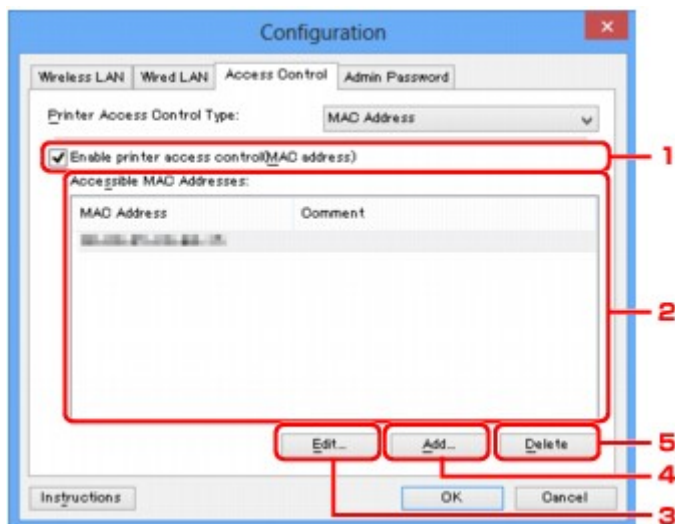 Configuration
Wireless LAN Wired LAN Access Control Admin Password
Printer Access Control Type: MAC Address
Enable printer access control(MAC address) 1
Accessible MAC Addresses:
MAC Address Comment
2
Edit... Add... Delete 5
4
Instructions OK Cancel
3